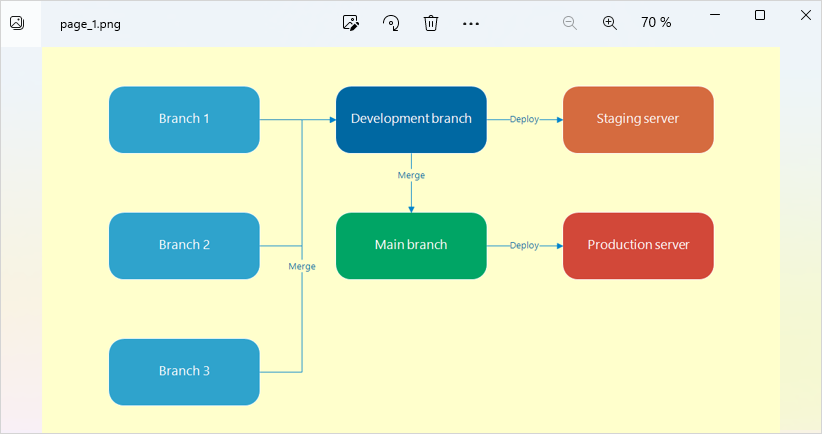 page_1.png
70 %
Branch 1
Development branch
Deploy
Staging server
Merge
Branch 2
Main branch
Deploy
Production server
Merge
Branch 3